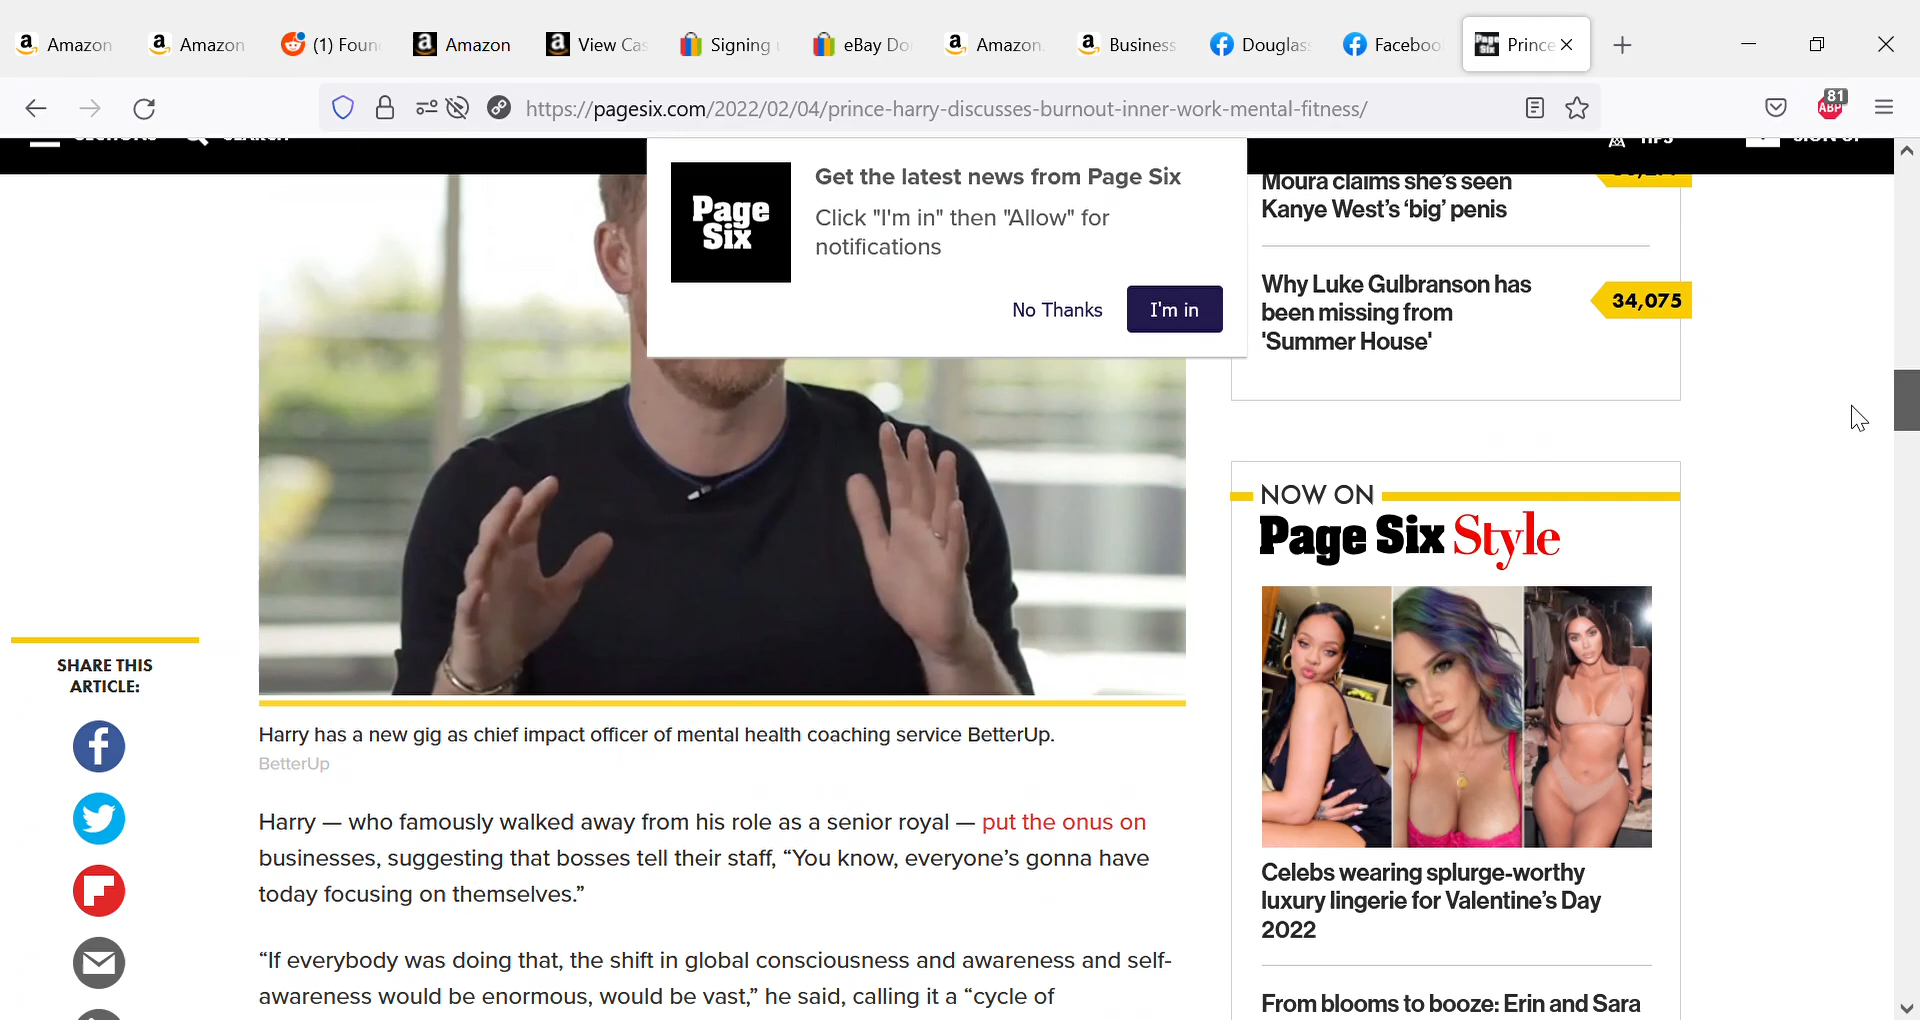 Amazon
Amazon
(1) Foun
Amazon
View Cas
Signing
eBay Do
Amazon.
Business
Douglas
Faceboo
Prince
https://pagesix.com/2022/02/04/prince-harry-discusses-burnout-inner-work-mental-fitness/
81
ABP
SECTIONS
SEARCH
TIPS
SIGN UP
Page
Six
Get the latest news from Page Six
Click "I'm in" then "Allow" for
notifications
No Thanks
I'm in
Moura claims she's seen
Kanye West's ‘big’ penis
Why Luke Gulbranson has
been missing from
'Summer House'
34,075
NOW ON
Page Six Style
Celebs wearing splurge-worthy
luxury lingerie for Valentine's Day
2022
From blooms to booze: Erin and Sara
SHARE THIS
ARTICLE:
Harry has a new gig as chief impact officer of mental health coaching service BetterUp.
BetterUp
Harry — who famously walked away from his role as a senior royal — put the onus on
businesses, suggesting that bosses tell their staff, “You know, everyone’s gonna have
today focusing on themselves.”
“If everybody was doing that, the shift in global consciousness and awareness and self-
awareness would be enormous, would be vast,” he said, calling it a “cycle of